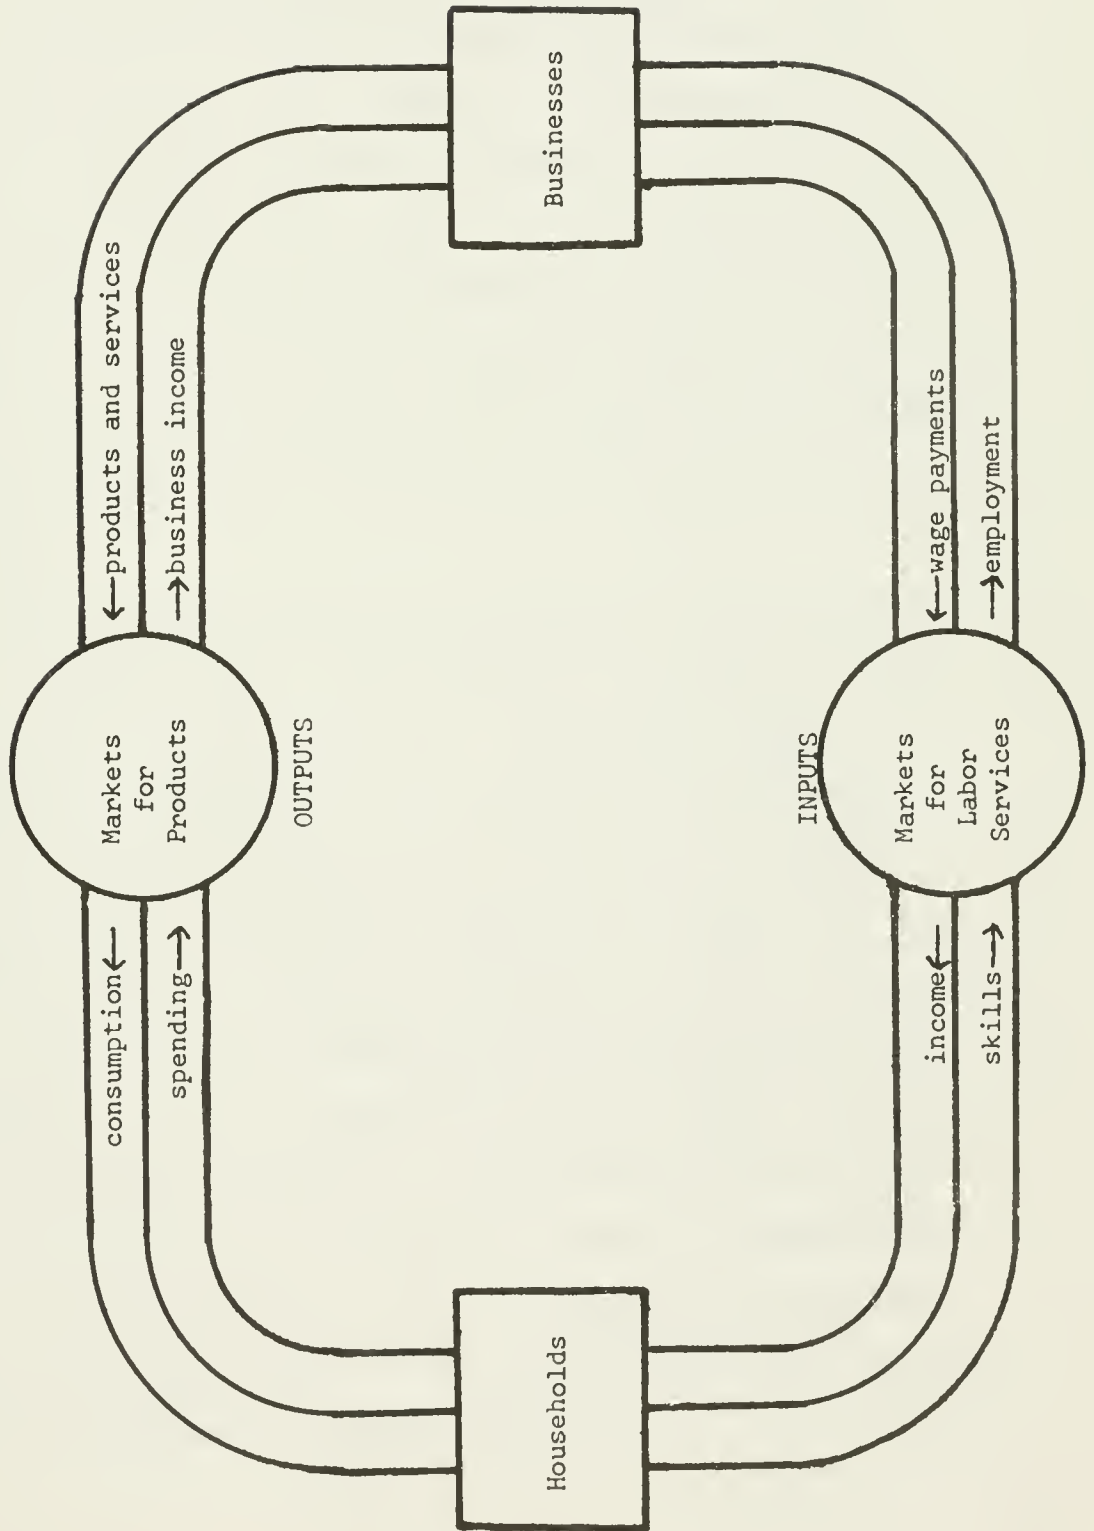 consumption←
←products and services
spending→
→business income
Markets
for
Products
OUTPUTS
Households
Businesses
INPUTS
income←
←wage payments
skills→
→employment
Markets
for
Labor
Services